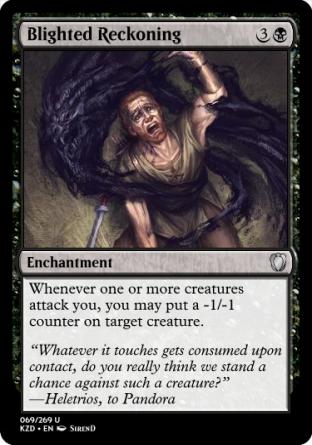 Blighted Reckoning 3
Enchantment
Whenever one or more creatures
attack you, you may put a -1/-1
counter on target creature.
“Whatever it touches gets consumed upon
contact, do you really think we stand a
chance against such a creature?”
—Heletrios, to Pandora
069/269 U
KZD • EN SIREND